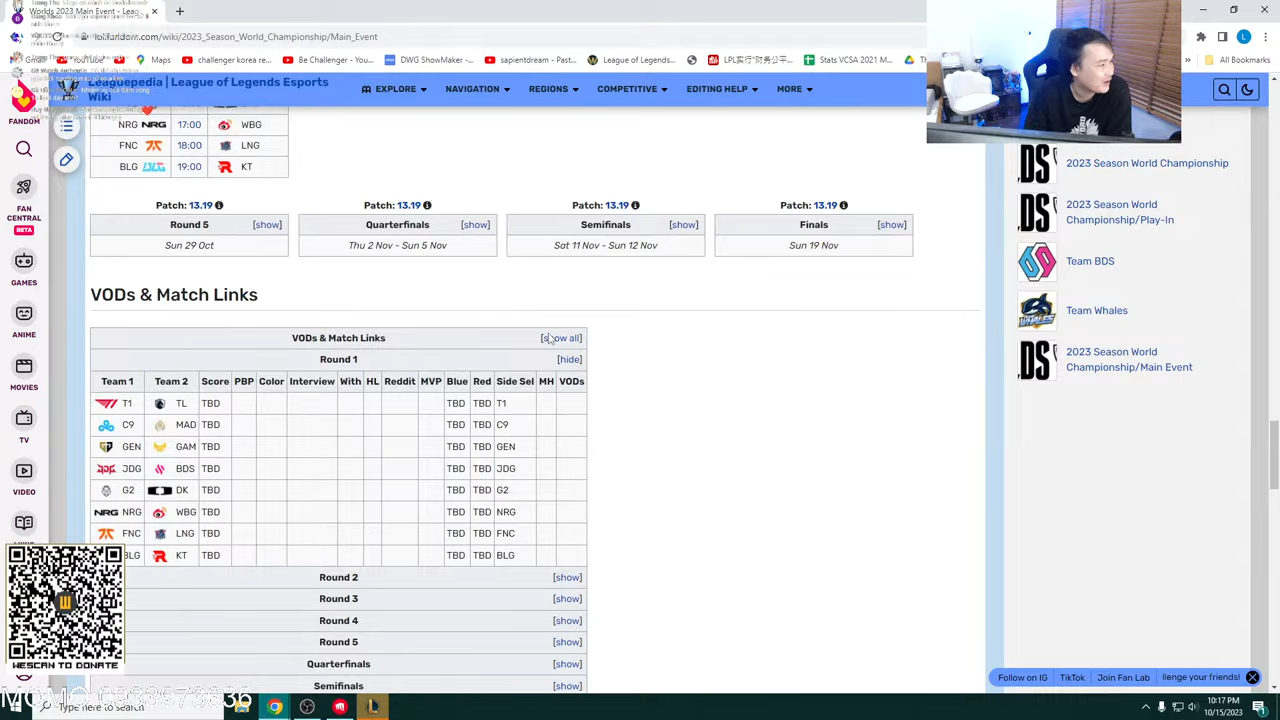 Worlds 2023 Main Event - Leag
lol.fandom.com/wiki/2023_Season_World_Championship/Main_Event
Gmail
YouTube
Maps
challenger
Be Challenger - You...
DWG ShowMaker -...
sapientdream - Past...
League of Legends...
Stats VCSA 2021 M...
All Bookmarks
Leaguepedia | League of Legends Esports
Wiki
EXPLORE
NAVIGATION
REGIONS
COMPETITIVE
EDITING HELP
MORE
FANDOM
FAN
CENTRAL
BETA
GAMES
ANIME
MOVIES
TV
VIDEO
NRG NRG 17:00 WBG
FNC 18:00 LNG
BLG BLG 19:00 KT
Patch: 13.19 Patch: 13.19 Patch: 13.19 Patch: 13.19
Round 5 [show] Quarterfinals [show] Semifinals [show] Finals [show]
Sun 29 Oct Thu 2 Nov - Sun 5 Nov Sat 11 Nov - Sun 12 Nov Sun 19 Nov
VODs & Match Links
VODs & Match Links [show all]
Round 1 [hide]
Team 1 Team 2 Score PBP Color Interview With HL Reddit MVP Blue Red Side Sel MH VODs
T1 TL TBD TBD TBD T1
C9 MAD TBD TBD TBD C9
GEN GAM TBD TBD TBD GEN
JDG BDS TBD TBD TBD JDG
G2 DK TBD TBD TBD G2
NRG NRG WBG TBD TBD TBD NRG
FNC LNG TBD TBD TBD FNC
BLG KT TBD TBD TBD BLG
Round 2 [show]
Round 3 [show]
Round 4 [show]
Round 5 [show]
Quarterfinals [show]
Semifinals [show]
2023 Season World Championship
2023 Season World
Championship/Play-In
Team BDS
Team Whales
2023 Season World
Championship/Main Event
WESCAN TO DONATE
Follow on IG
TikTok
Join Fan Lab
llenge your friends!
Type here to search
10:17 PM
10/15/2023